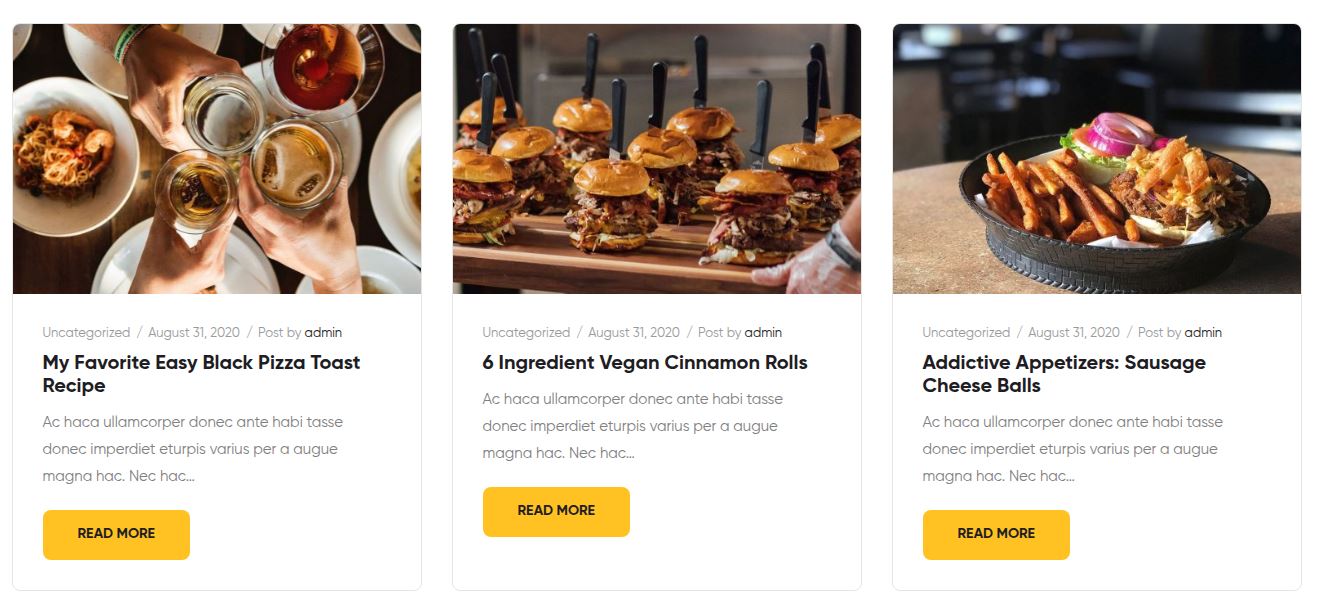 Uncategorized / August 31, 2020 / Post by admin
My Favorite Easy Black Pizza Toast
Recipe
Ac haca ullamcorper donec ante habi tasse
donec imperdiet eturpis varius per a augue
magna hac. Nec hac...
READ MORE
Uncategorized / August 31, 2020 / Post by admin
6 Ingredient Vegan Cinnamon Rolls
Ac haca ullamcorper donec ante habi tasse
donec imperdiet eturpis varius per a augue
magna hac. Nec hac...
READ MORE
Uncategorized / August 31, 2020 / Post by admin
Addictive Appetizers: Sausage
Cheese Balls
Ac haca ullamcorper donec ante habi tasse
donec imperdiet eturpis varius per a augue
magna hac. Nec hac...
READ MORE